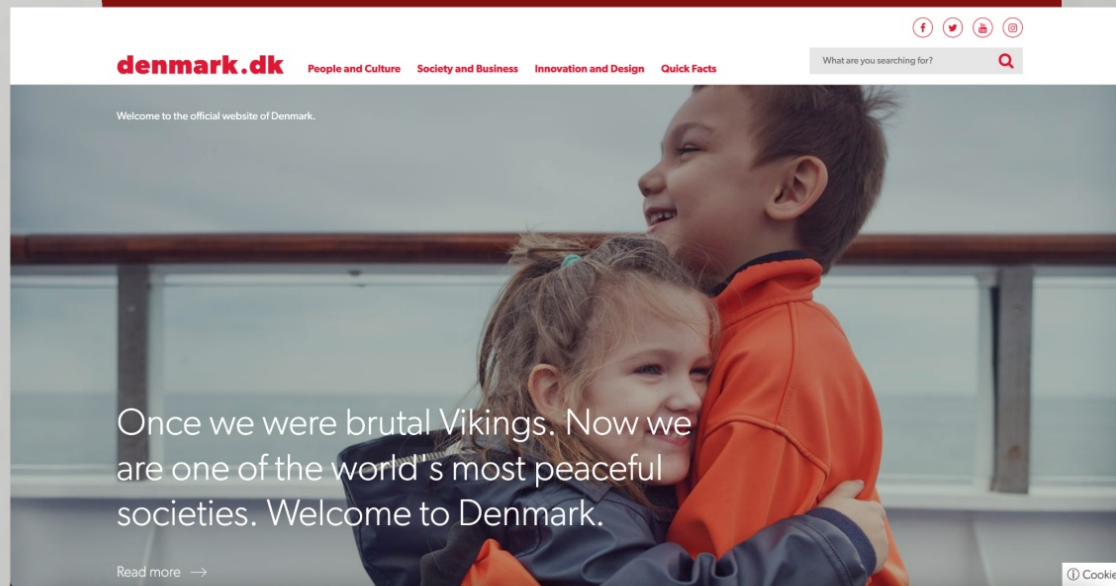 denmark.dk
People and Culture Society and Business Innovation and Design Quick Facts
What are you searching for?
Welcome to the official website of Denmark.
Once we were brutal Vikings. Now we
are one of the world's most peaceful
societies. Welcome to Denmark.
Read more
Cookie